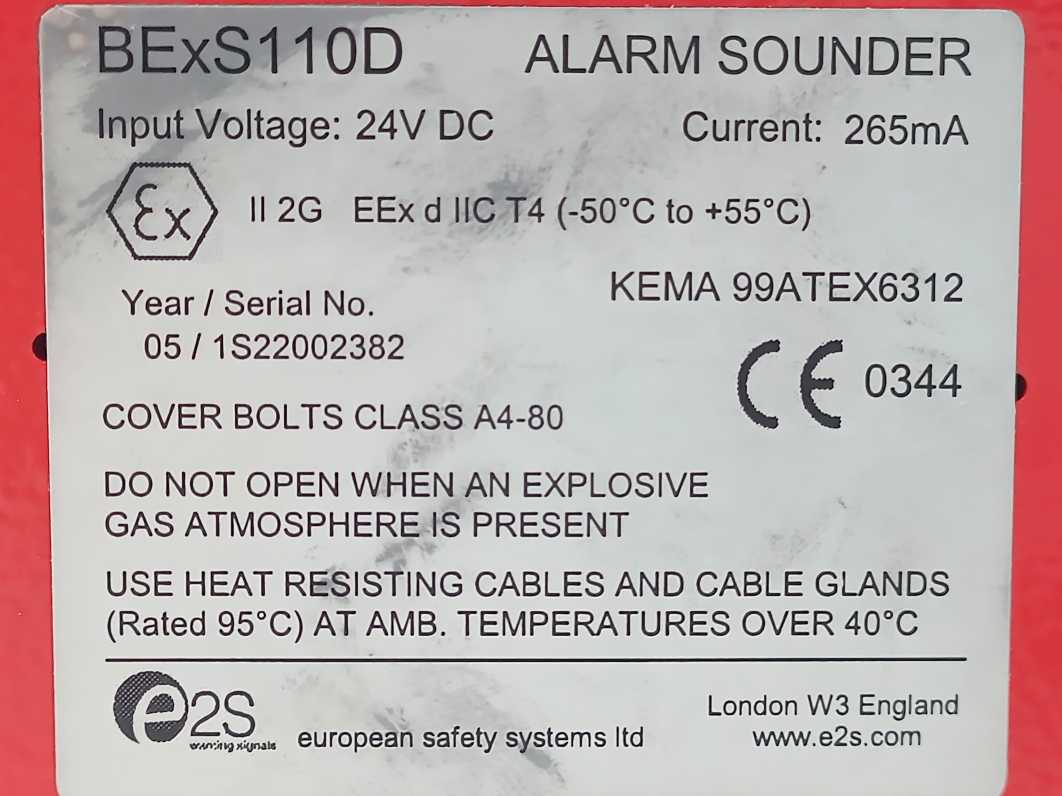 BExS110D ALARM SOUNDER
Input Voltage: 24V DC Current: 265mA
Ex II 2G EEx d IIC T4 (-50°C to +55°C)
KEMA 99ATEX6312
Year / Serial No.
05 / 1S22002382
CE 0344
COVER BOLTS CLASS A4-80
DO NOT OPEN WHEN AN EXPLOSIVE
GAS ATMOSPHERE IS PRESENT
USE HEAT RESISTING CABLES AND CABLE GLANDS
(Rated 95°C) AT AMB. TEMPERATURES OVER 40°C
e2S
warning signals
european safety systems ltd
London W3 England
www.e2s.com